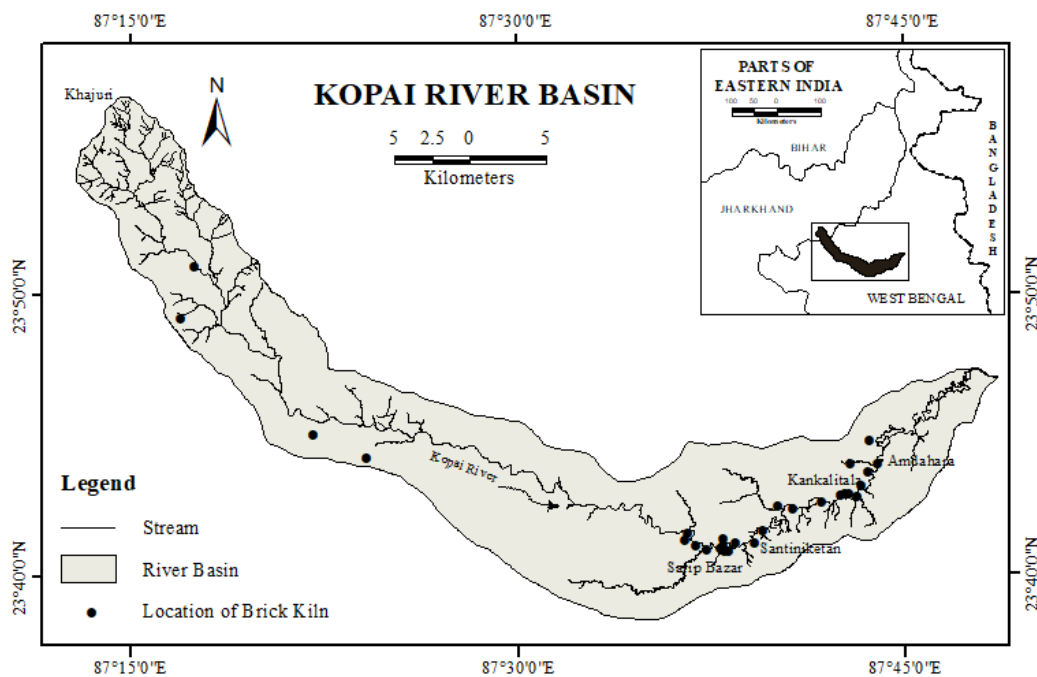 87°15'0"E 87°30'0"E 87°45'0"E
Khajuri
N
KOPAI RIVER BASIN
5 2.5 0 5
Kilometers
PARTS OF
EASTERN INDIA
100 50 0 100
Kilometers
BIHAR
BANGLADESH
JHARKHAND
WEST BENGAL
23°50'0"N 23°50'0"N
Kopai River
Amdahara
Kankalitala
Santiniketan
Sarip Bazar
Legend
Stream
River Basin
Location of Brick Kiln
23°40'0"N 23°40'0"N
87°15'0"E 87°30'0"E 87°45'0"E